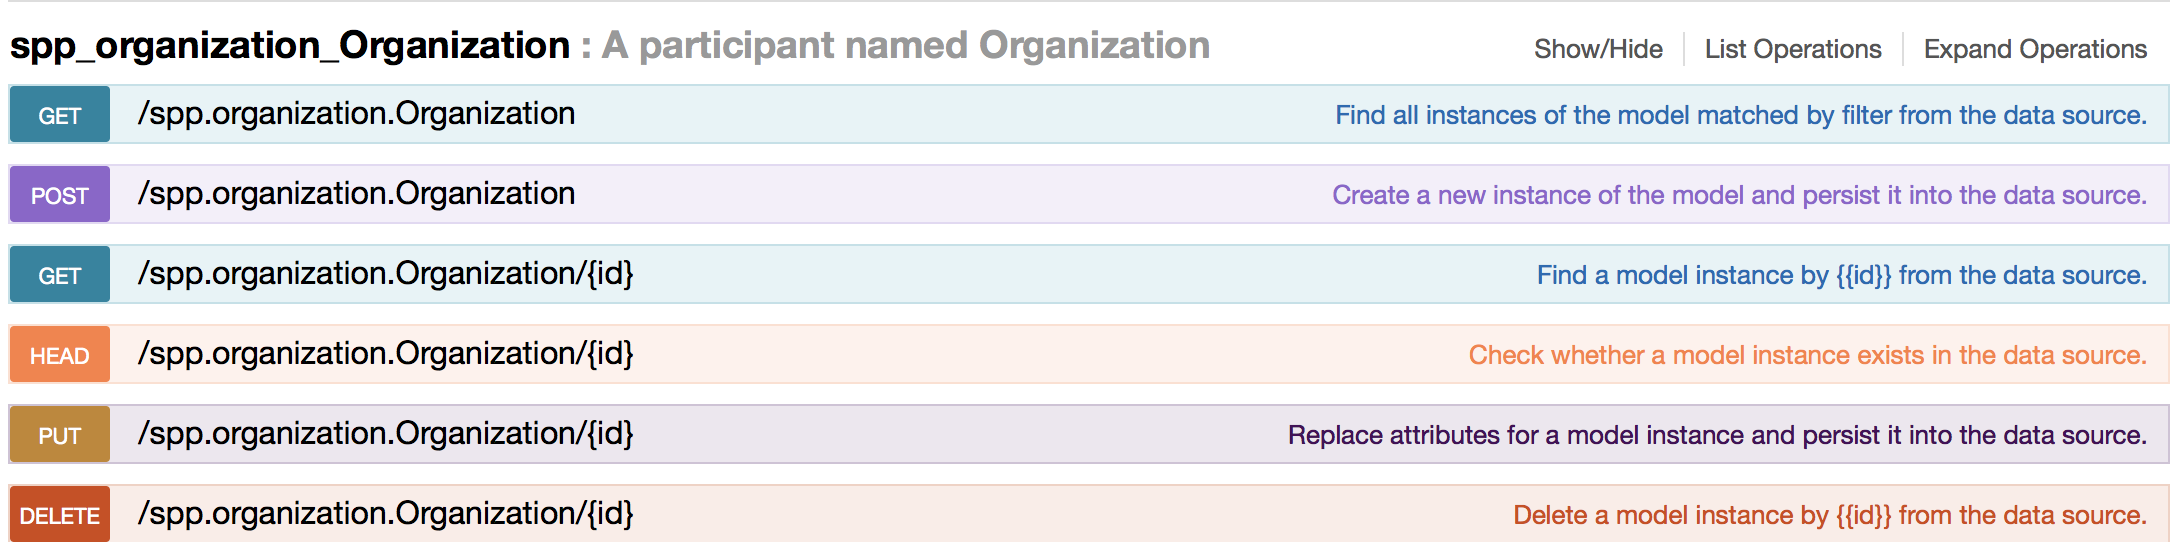 spp_organization_Organization : A participant named Organization Show/Hide List Operations Expand Operations
GET /spp.organization.Organization Find all instances of the model matched by filter from the data source.
POST /spp.organization.Organization Create a new instance of the model and persist it into the data source.
GET /spp.organization.Organization/{id} Find a model instance by {{id}} from the data source.
HEAD /spp.organization.Organization/{id} Check whether a model instance exists in the data source.
PUT /spp.organization.Organization/{id} Replace attributes for a model instance and persist it into the data source.
DELETE /spp.organization.Organization/{id} Delete a model instance by {{id}} from the data source.